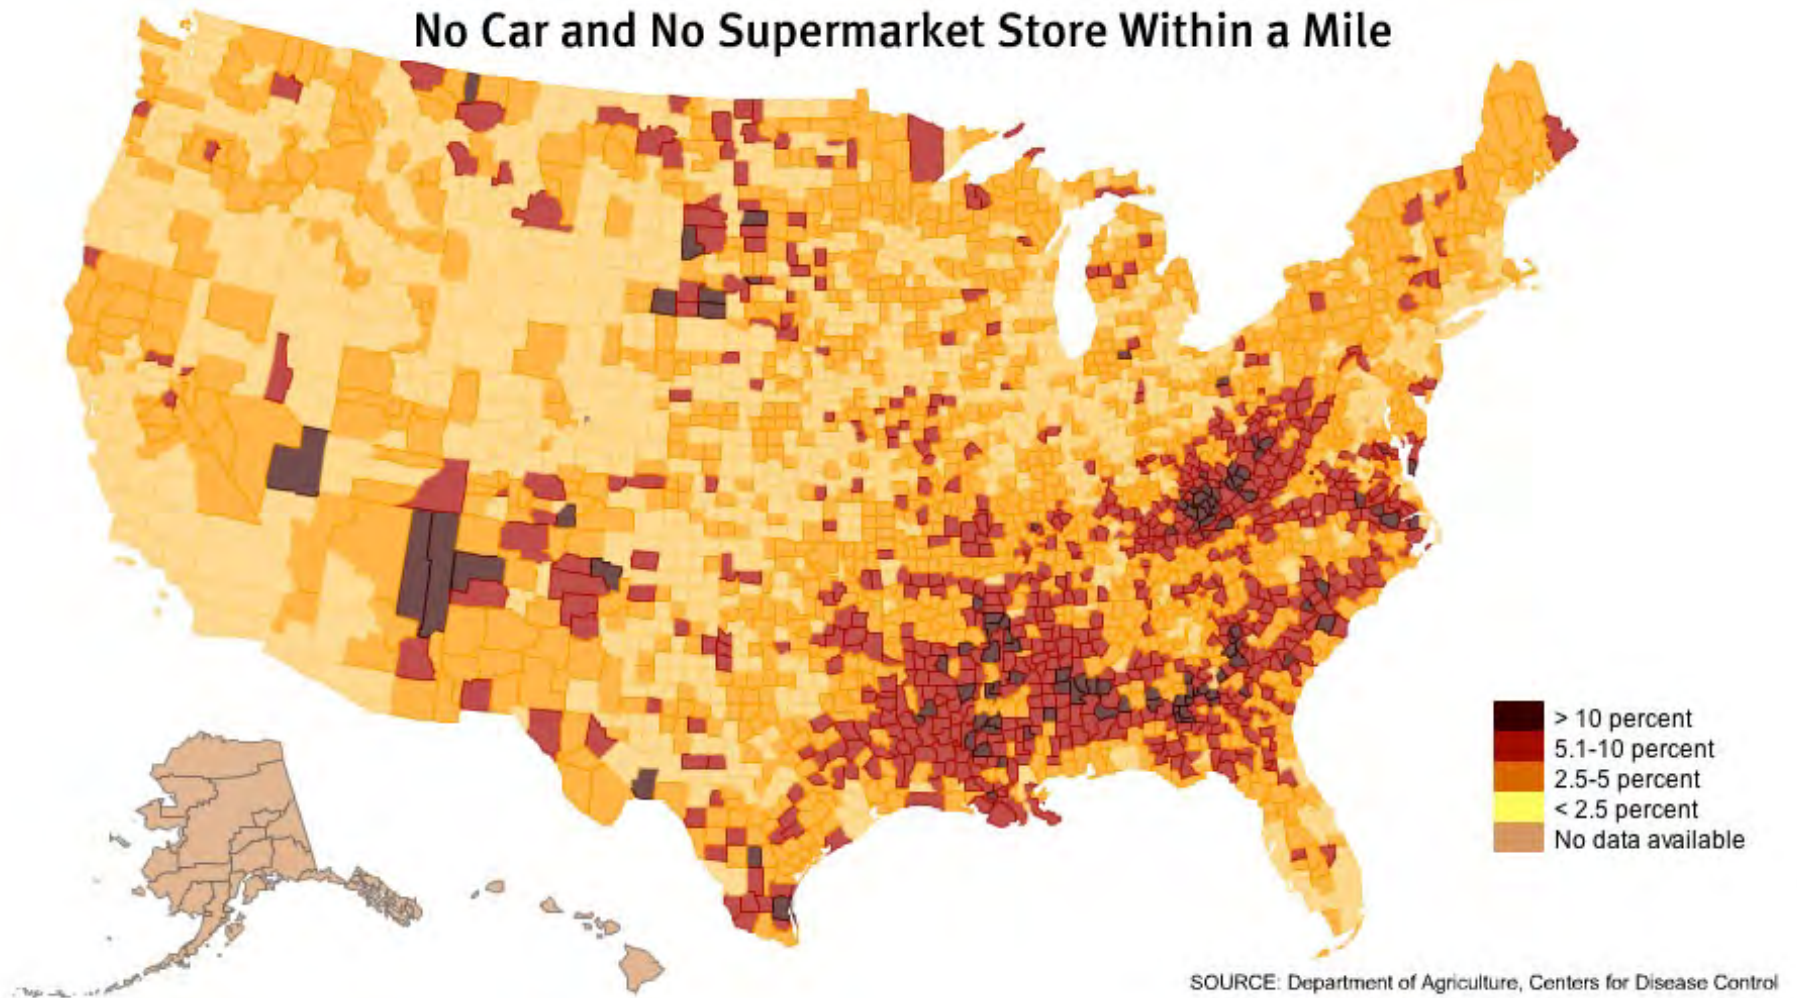 No Car and No Supermarket Store Within a Mile
> 10 percent
5.1-10 percent
2.5-5 percent
< 2.5 percent
No data available
SOURCE: Department of Agriculture, Centers for Disease Control